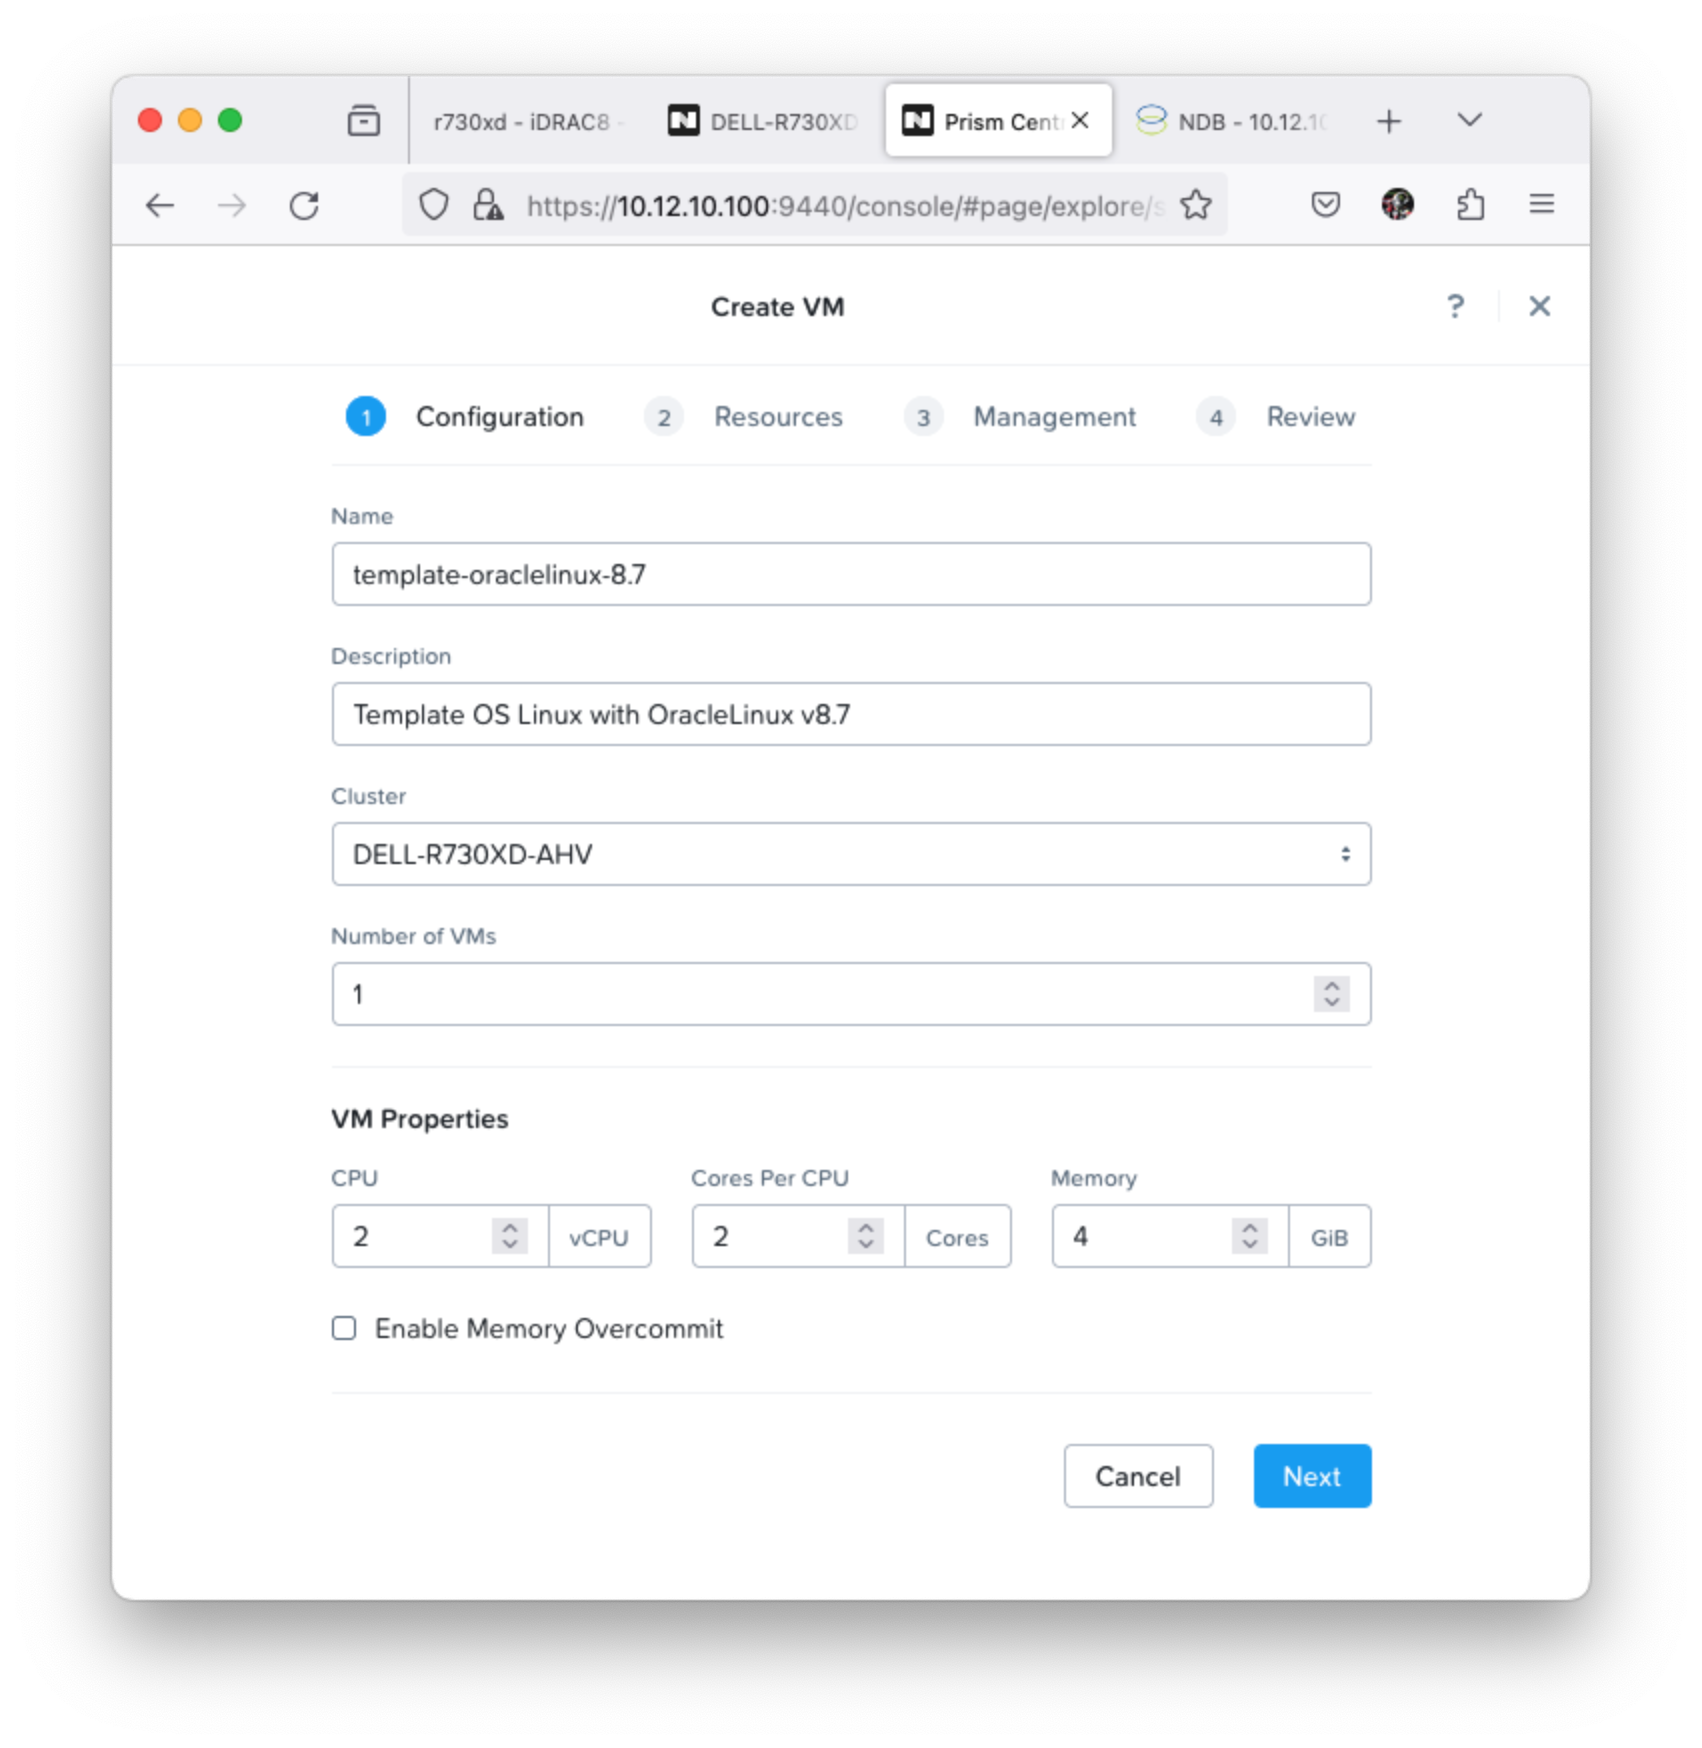 r730xd - iDRAC8 -
DELL-R730XD
Prism Cent
NDB - 10.12.10
https://10.12.10.100:9440/console/#page/explore/s
Create VM
?
1 Configuration
2 Resources
3 Management
4 Review
Name
template-oraclelinux-8.7
Description
Template OS Linux with OracleLinux v8.7
Cluster
DELL-R730XD-AHV
Number of VMs
1
VM Properties
CPU
Cores Per CPU
Memory
2 vCPU
2 Cores
4 GiB
Enable Memory Overcommit
Cancel
Next